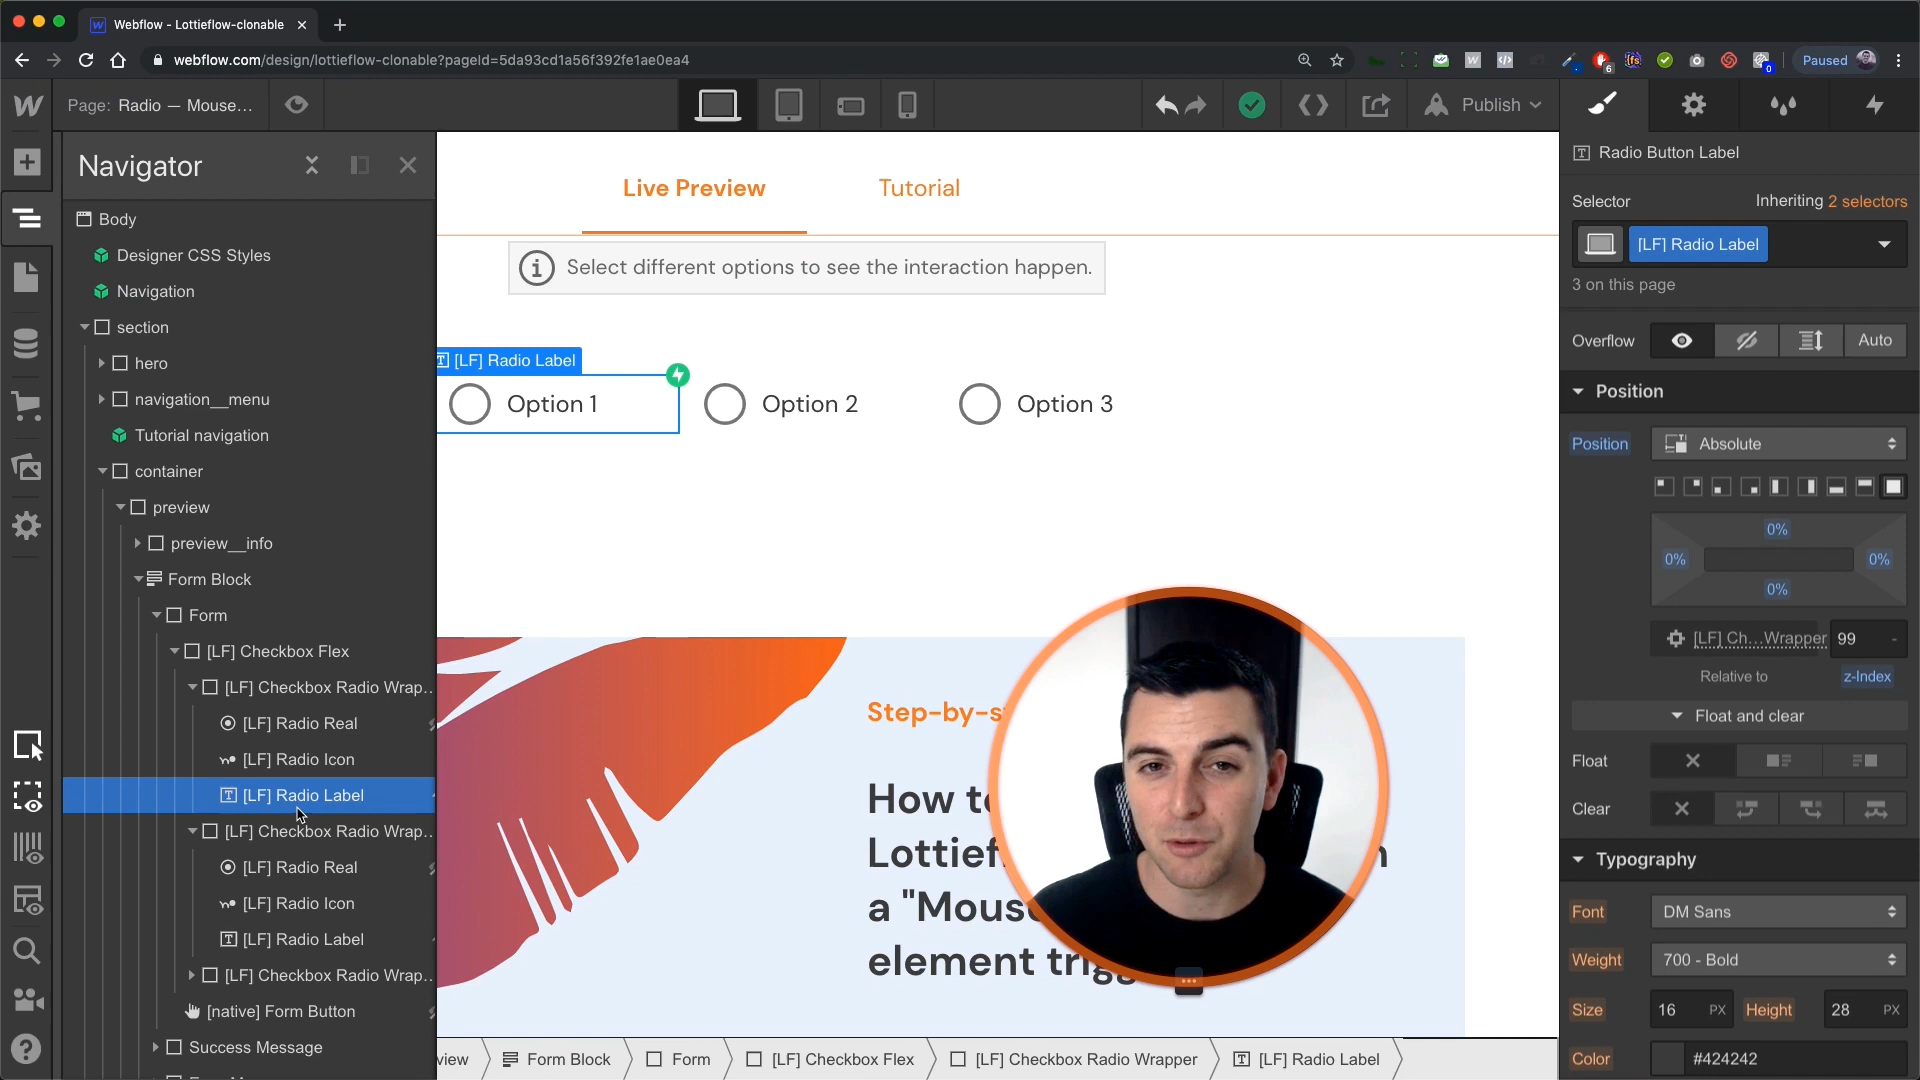 Webflow - Lottieflow-clonable
webflow.com/design/lottieflow-clonable?pageId=5da93cd1a56f392fe1ae0ea4
6
{fs
0
Paused
Page: Radio — Mouse...
Publish
Navigator
Body
Designer CSS Styles
Navigation
section
hero
navigation__menu
Tutorial navigation
container
preview
preview__info
Form Block
Form
[LF] Checkbox Flex
[LF] Checkbox Radio Wrap...
[LF] Radio Real
[LF] Radio Icon
[LF] Radio Label
[LF] Checkbox Radio Wrap...
[LF] Radio Real
[LF] Radio Icon
[LF] Radio Label
[LF] Checkbox Radio Wrap...
[native] Form Button
Success Message
Live Preview
Tutorial
Select different options to see the interaction happen.
[LF] Radio Label
Option 1
Option 2
Option 3
Step-by-s
How to
Lottief n
a "Mous
element trigg
view
Form Block
Form
[LF] Checkbox Flex
[LF] Checkbox Radio Wrapper
[LF] Radio Label
Radio Button Label
Selector Inheriting 2 selectors
[LF] Radio Label
3 on this page
Overflow Auto
Position
Position Absolute
0%
0% 0%
0%
[LF] Ch...Wrapper 99 -
Relative to z-Index
Float and clear
Float
Clear
Typography
Font DM Sans
Weight 700 - Bold
Size 16 PX Height 28 PX
Color #424242